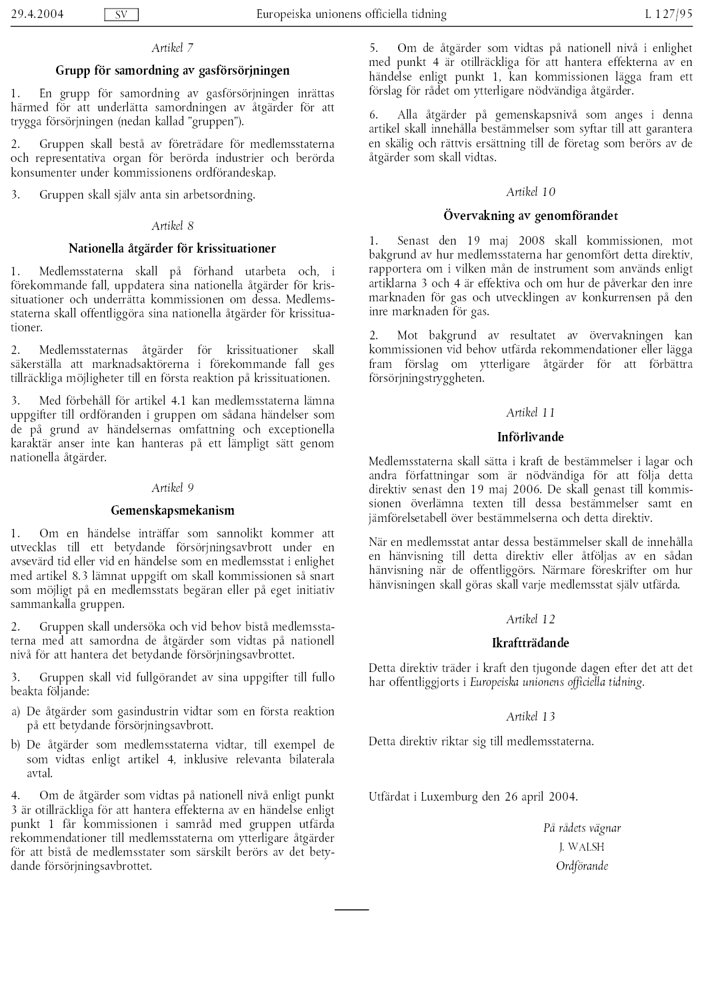 29.4.2004 SV Europeiska unionens officiella tidning L 127/95
Artikel 7
Grupp för samordning av gasförsörjningen
1. En grupp för samordning av gasförsörjningen inrättas
härmed för att underlätta samordningen av åtgärder för att
trygga försörjningen (nedan kallad ”gruppen”).
2. Gruppen skall bestå av företrädare för medlemsstaterna
och representativa organ för berörda industrier och berörda
konsumenter under kommissionens ordförandeskap.
3. Gruppen skall själv anta sin arbetsordning.
Artikel 8
Nationella åtgärder för krissituationer
1. Medlemsstaterna skall på förhand utarbeta och, i
förekommande fall, uppdatera sina nationella åtgärder för kris-
situationer och underrätta kommissionen om dessa. Medlems-
staterna skall offentliggöra sina nationella åtgärder för krissitua-
tioner.
2. Medlemsstaternas åtgärder för krissituationer skall
säkerställa att marknadsaktörerna i förekommande fall ges
tillräckliga möjligheter till en första reaktion på krissituationen.
3. Med förbehåll för artikel 4.1 kan medlemsstaterna lämna
uppgifter till ordföranden i gruppen om sådana händelser som
de på grund av händelsernas omfattning och exceptionella
karaktär anser inte kan hanteras på ett lämpligt sätt genom
nationella åtgärder.
Artikel 9
Gemenskapsmekanism
1. Om en händelse inträffar som sannolikt kommer att
utvecklas till ett betydande försörjningsavbrott under en
avsevärd tid eller vid en händelse som en medlemsstat i enlighet
med artikel 8.3 lämnat uppgift om skall kommissionen så snart
som möjligt på en medlemsstats begäran eller på eget initiativ
sammankalla gruppen.
2. Gruppen skall undersöka och vid behov bistå medlemssta-
terna med att samordna de åtgärder som vidtas på nationell
nivå för att hantera det betydande försörjningsavbrottet.
3. Gruppen skall vid fullgörandet av sina uppgifter till fullo
beakta följande:
a) De åtgärder som gasindustrin vidtar som en första reaktion
på ett betydande försörjningsavbrott.
b) De åtgärder som medlemsstaterna vidtar, till exempel de
som vidtas enligt artikel 4, inklusive relevanta bilaterala
avtal.
4. Om de åtgärder som vidtas på nationell nivå enligt punkt
3 är otillräckliga för att hantera effekterna av en händelse enligt
punkt 1 får kommissionen i samråd med gruppen utfärda
rekommendationer till medlemsstaterna om ytterligare åtgärder
för att bistå de medlemsstater som särskilt berörs av det bety-
dande försörjningsavbrottet.
5. Om de åtgärder som vidtas på nationell nivå i enlighet
med punkt 4 är otillräckliga för att hantera effekterna av en
händelse enligt punkt 1, kan kommissionen lägga fram ett
förslag för rådet om ytterligare nödvändiga åtgärder.
6. Alla åtgärder på gemenskapsnivå som anges i denna
artikel skall innehålla bestämmelser som syftar till att garantera
en skälig och rättvis ersättning till de företag som berörs av de
åtgärder som skall vidtas.
Artikel 10
Övervakning av genomförandet
1. Senast den 19 maj 2008 skall kommissionen, mot
bakgrund av hur medlemsstaterna har genomfört detta direktiv,
rapportera om i vilken mån de instrument som används enligt
artiklarna 3 och 4 är effektiva och om hur de påverkar den inre
marknaden för gas och utvecklingen av konkurrensen på den
inre marknaden för gas.
2. Mot bakgrund av resultatet av övervakningen kan
kommissionen vid behov utfärda rekommendationer eller lägga
fram förslag om ytterligare åtgärder för att förbättra
försörjningstryggheten.
Artikel 11
Införlivande
Medlemsstaterna skall sätta i kraft de bestämmelser i lagar och
andra författningar som är nödvändiga för att följa detta
direktiv senast den 19 maj 2006. De skall genast till kommis-
sionen överlämna texten till dessa bestämmelser samt en
jämförelsetabell över bestämmelserna och detta direktiv.
När en medlemsstat antar dessa bestämmelser skall de innehålla
en hänvisning till detta direktiv eller åtföljas av en sådan
hänvisning när de offentliggörs. Närmare föreskrifter om hur
hänvisningen skall göras skall varje medlemsstat själv utfärda.
Artikel 12
Ikraftträdande
Detta direktiv träder i kraft den tjugonde dagen efter det att det
har offentliggjorts i Europeiska unionens officiella tidning.
Artikel 13
Detta direktiv riktar sig till medlemsstaterna.
Utfärdat i Luxemburg den 26 april 2004.
På rådets vägnar
J. WALSH
Ordförande